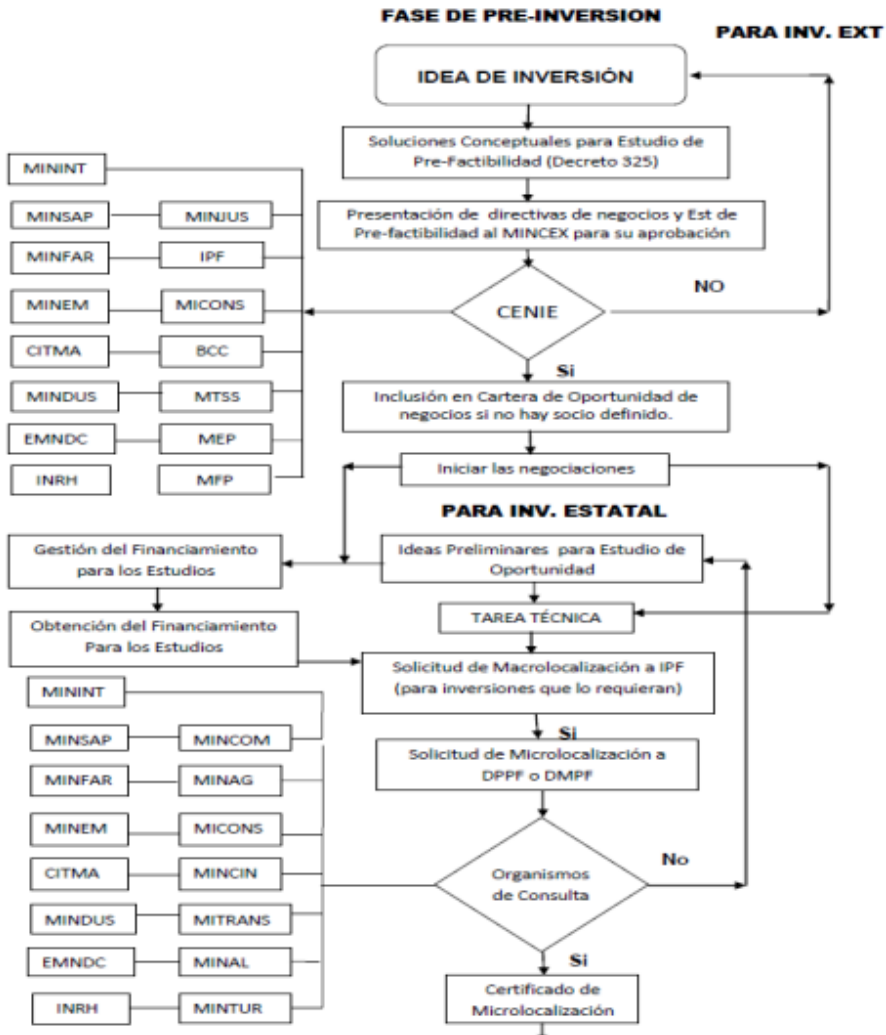 FASE DE PRE-INVERSION
PARA INV. EXT
IDEA DE INVERSIÓN
Soluciones Conceptuales para Estudio de
Pre-Factibilidad (Decreto 325)
Presentación de directivas de negocios y Est de
Pre-factibilidad al MINCEX para su aprobación
CENIE
NO
Si
MININT
MINSAP
MINJUS
MINFAR
IPF
MINEM
MICONS
CITMA
BCC
MINDUS
MTSS
EMNDC
MEP
INRH
MFP
Inclusión en Cartera de Oportunidad de
negocios si no hay socio definido.
Iniciar las negociaciones
PARA INV. ESTATAL
Gestión del Financiamiento
para los Estudios
Ideas Preliminares para Estudio de
Oportunidad
Obtención del Financiamiento
Para los Estudios
TAREA TÉCNICA
Solicitud de Macrolocalización a IPF
(para inversiones que lo requieran)
Si
Solicitud de Microlocalización a
DPPF o DMPF
MININT
MINSAP
MINCOM
MINFAR
MINAG
MINEM
MICONS
CITMA
MINCIN
MINDUS
MITRANS
EMNDC
MINAL
INRH
MINTUR
Organismos
de Consulta
No
Si
Certificado de
Microlocalización